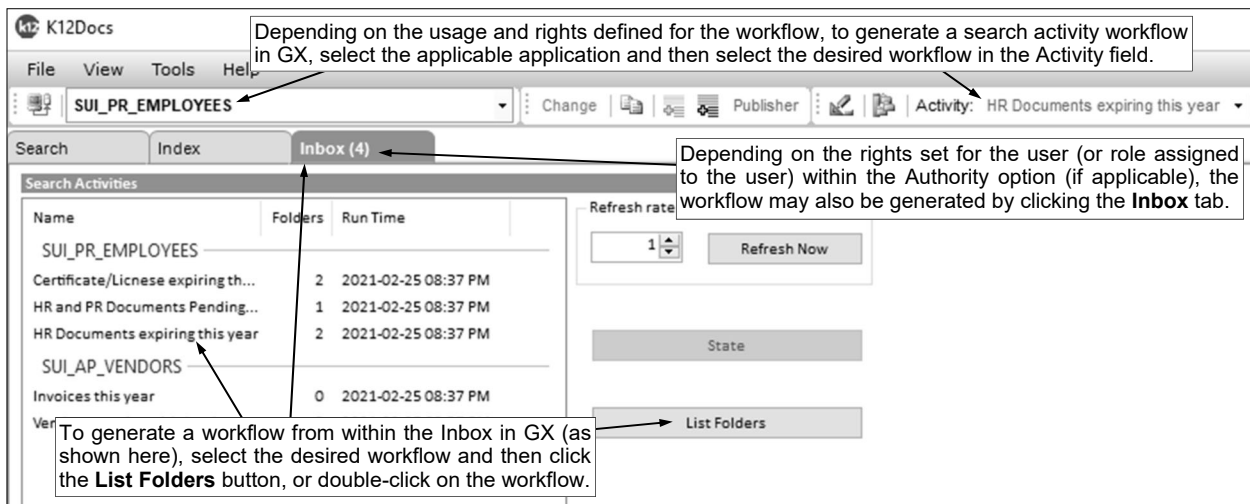 k12 K12Docs
Depending on the usage and rights defined for the workflow, to generate a search activity workflow
in GX, select the applicable application and then select the desired workflow in the Activity field.
File View Tools Help
SUI_PR_EMPLOYEES Change Publisher Activity: HR Documents expiring this year
Search Index Inbox (4)
Depending on the rights set for the user (or role assigned
to the user) within the Authority option (if applicable), the
workflow may also be generated by clicking the Inbox tab.
Search Activities
Name Folders Run Time
Refresh rate
1 Refresh Now
SUI_PR_EMPLOYEES
Certificate/Licnese expiring th... 2 2021-02-25 08:37 PM
HR and PR Documents Pending... 1 2021-02-25 08:37 PM
HR Documents expiring this year 2 2021-02-25 08:37 PM
State
SUI_AP_VENDORS
Invoices this year 0 2021-02-25 08:37 PM
List Folders
To generate a workflow from within the Inbox in GX (as
shown here), select the desired workflow and then click
the List Folders button, or double-click on the workflow.